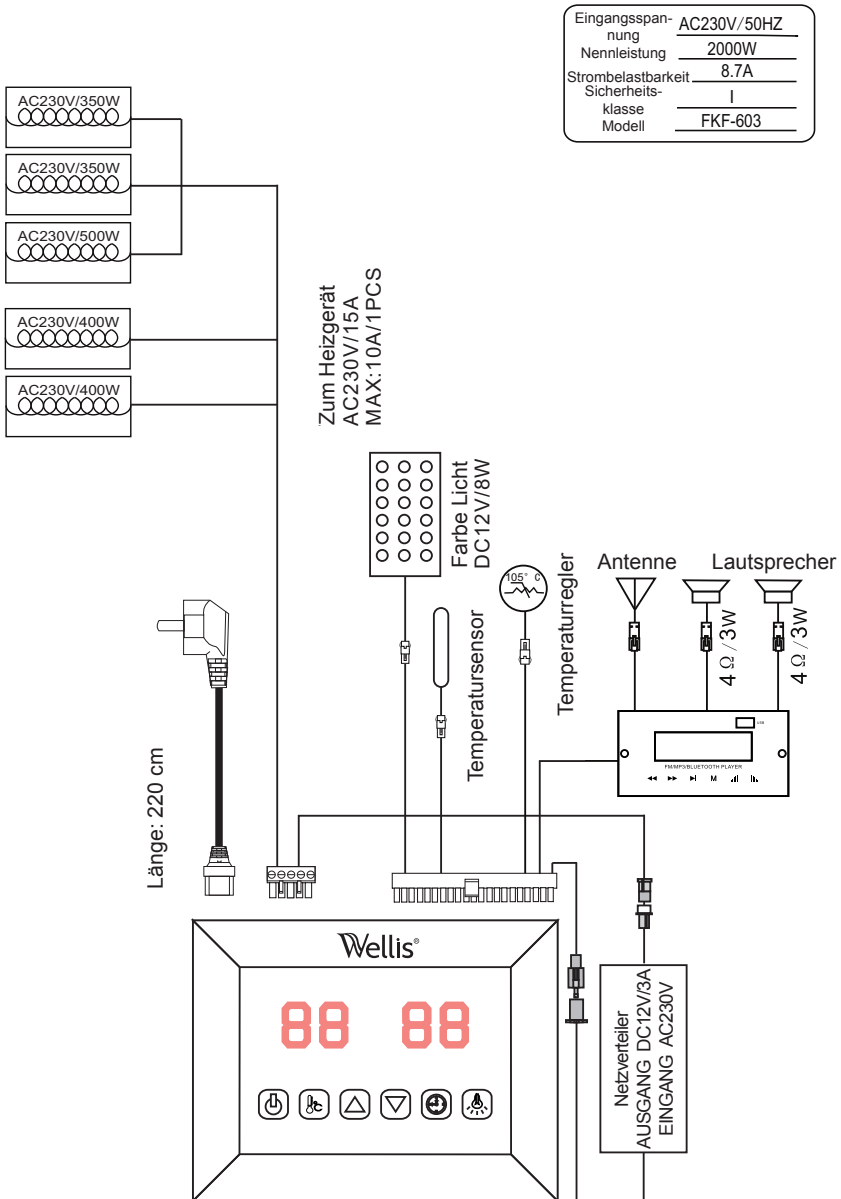 Eingangsspan-
nung AC230V/50HZ
Nennleistung 2000W
Strombelastbarkeit 8.7A
Sicherheits-
klasse I
Modell FKF-603
AC230V/350W
AC230V/350W
AC230V/500W
AC230V/400W
AC230V/400W
Zum Heizgerät
AC230V/15A
MAX:10A/1PCS
Farbe Licht
DC12V/8W
Temperatursensor
105° C
Temperaturregler
Antenne
Lautsprecher
4Ω/3W
4Ω/3W
USB
FM/MP3/BLUETOOTH PLAYER
M
Länge: 220 cm
Wellis®
88 88
°C
Netzverteiler
AUSGANG DC12V/3A
EINGANG AC230V